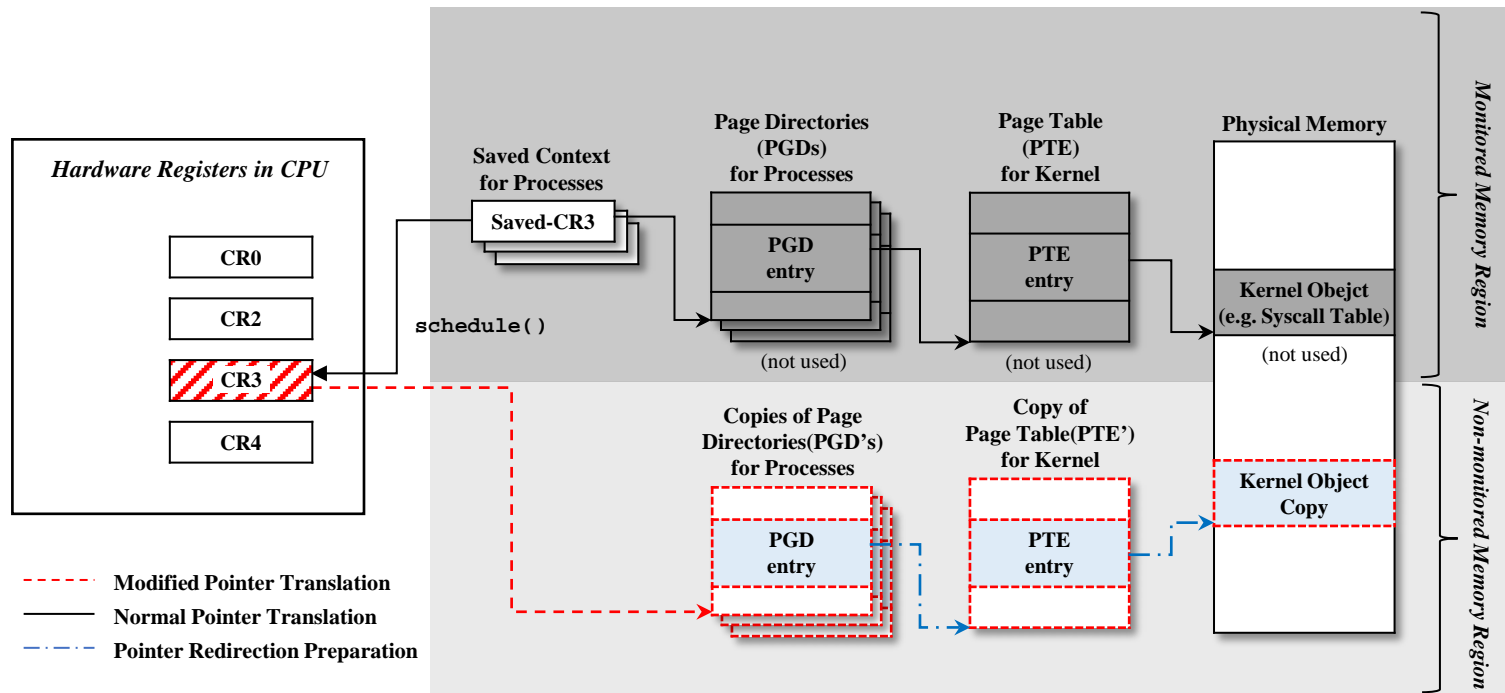 Hardware Registers in CPU
CR0
CR2
CR3
CR4
schedule()
Saved Context
for Processes
Saved-CR3
Page Directories
(PGDs)
for Processes
PGD
entry
(not used)
Page Table
(PTE)
for Kernel
PTE
entry
(not used)
Physical Memory
Kernel Obejct
(e.g. Syscall Table)
(not used)
Monitored Memory Region
Copies of Page
Directories(PGD’s)
for Processes
PGD
entry
Copy of
Page Table(PTE’)
for Kernel
PTE
entry
Kernel Object
Copy
Non-monitored Memory Region
Modified Pointer Translation
Normal Pointer Translation
Pointer Redirection Preparation